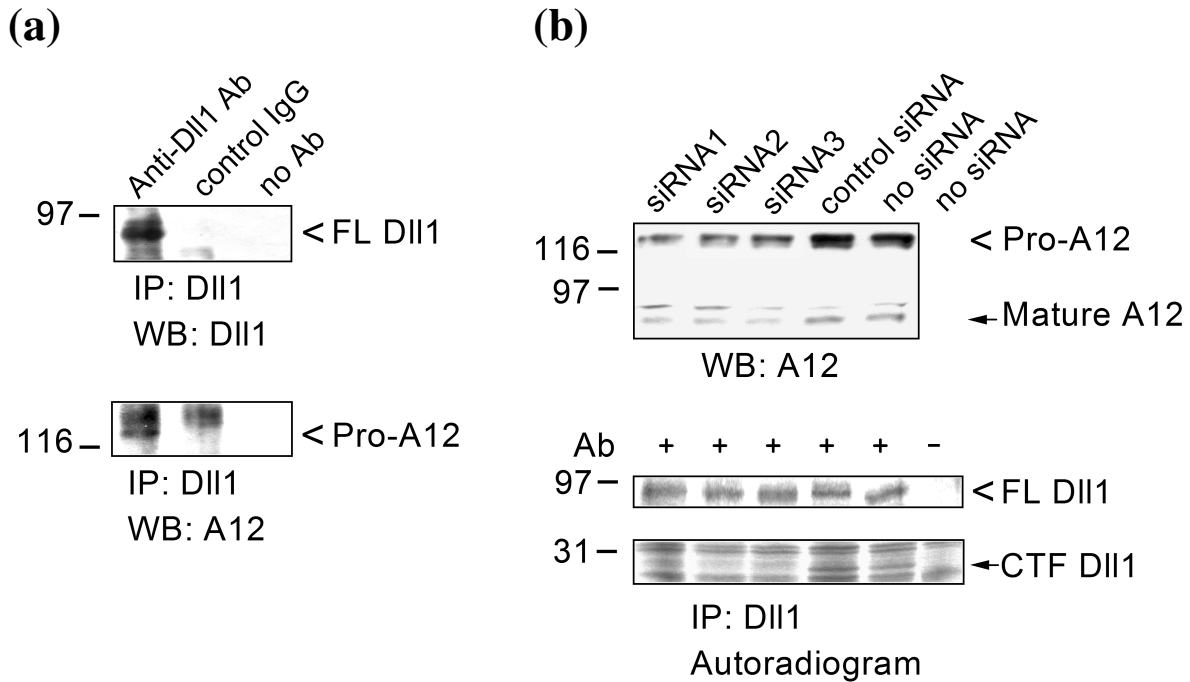 (a)
Anti-Dll1 Ab
control IgG
no Ab
97
< FL Dll1
IP: Dll1
WB: Dll1
116
< Pro-A12
IP: Dll1
WB: A12
(b)
siRNA1
siRNA2
siRNA3
control siRNA
no siRNA
no siRNA
116
97
< Pro-A12
Mature A12
WB: A12
Ab + + + + + −
97
< FL Dll1
31
CTF Dll1
IP: Dll1
Autoradiogram